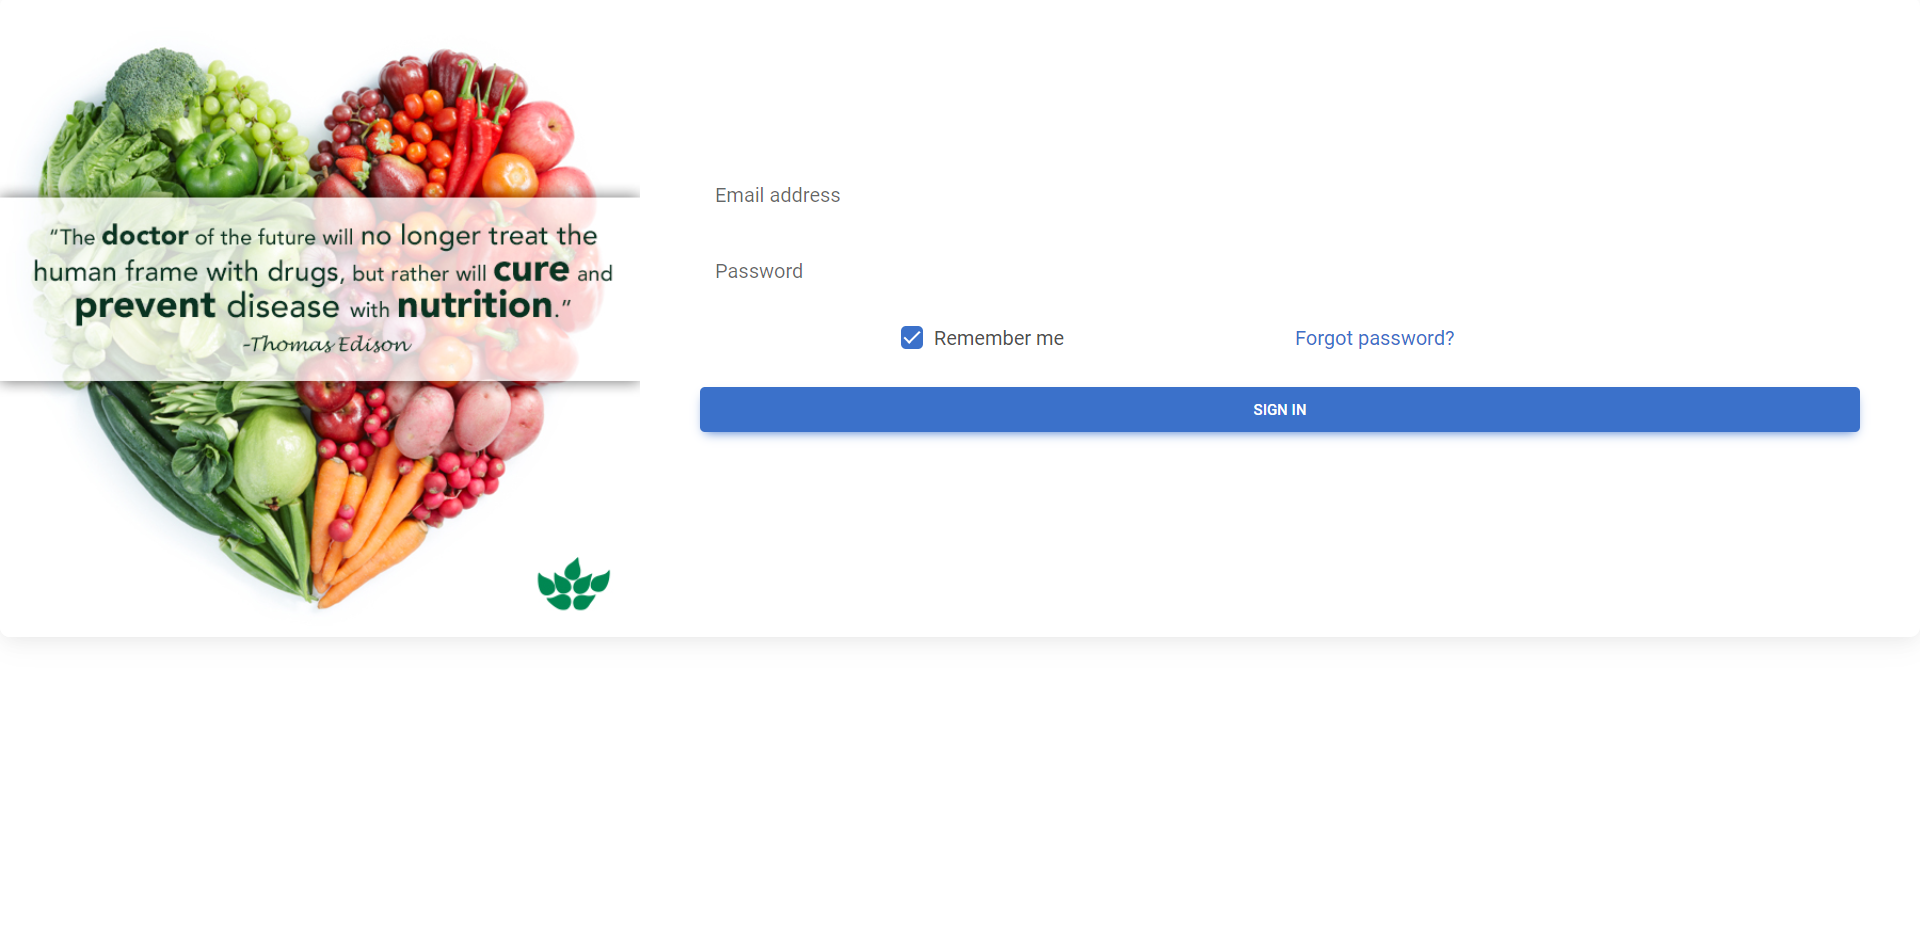 “The doctor of the future will no longer treat the
human frame with drugs, but rather will cure and
prevent disease with nutrition.”
-Thomas Edison
Email address
Password
Remember me
Forgot password?
SIGN IN